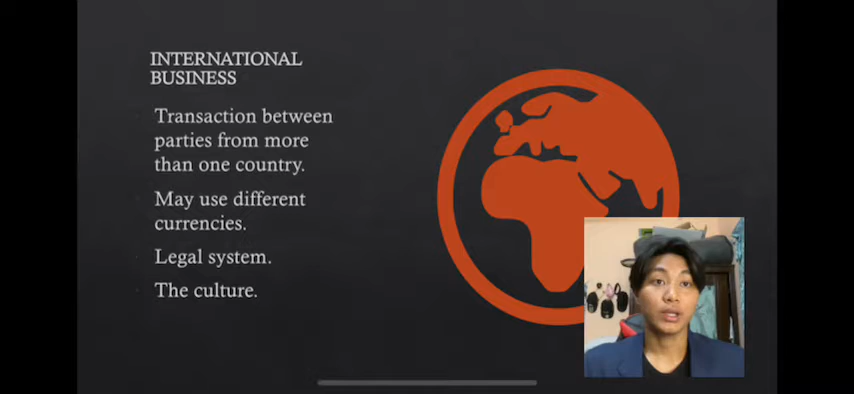 INTERNATIONAL
BUSINESS
Transaction between
parties from more
than one country.
May use different
currencies.
Legal system.
The culture.